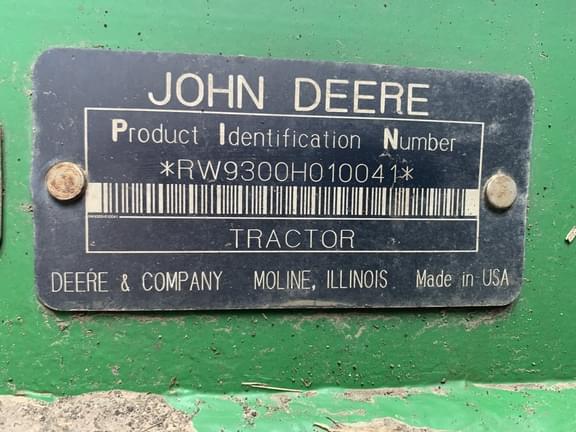 JOHN DEERE
Product Identification Number
*RW9300H010041*
TRACTOR
DEERE & COMPANY MOLINE, ILLINOIS Made in USA